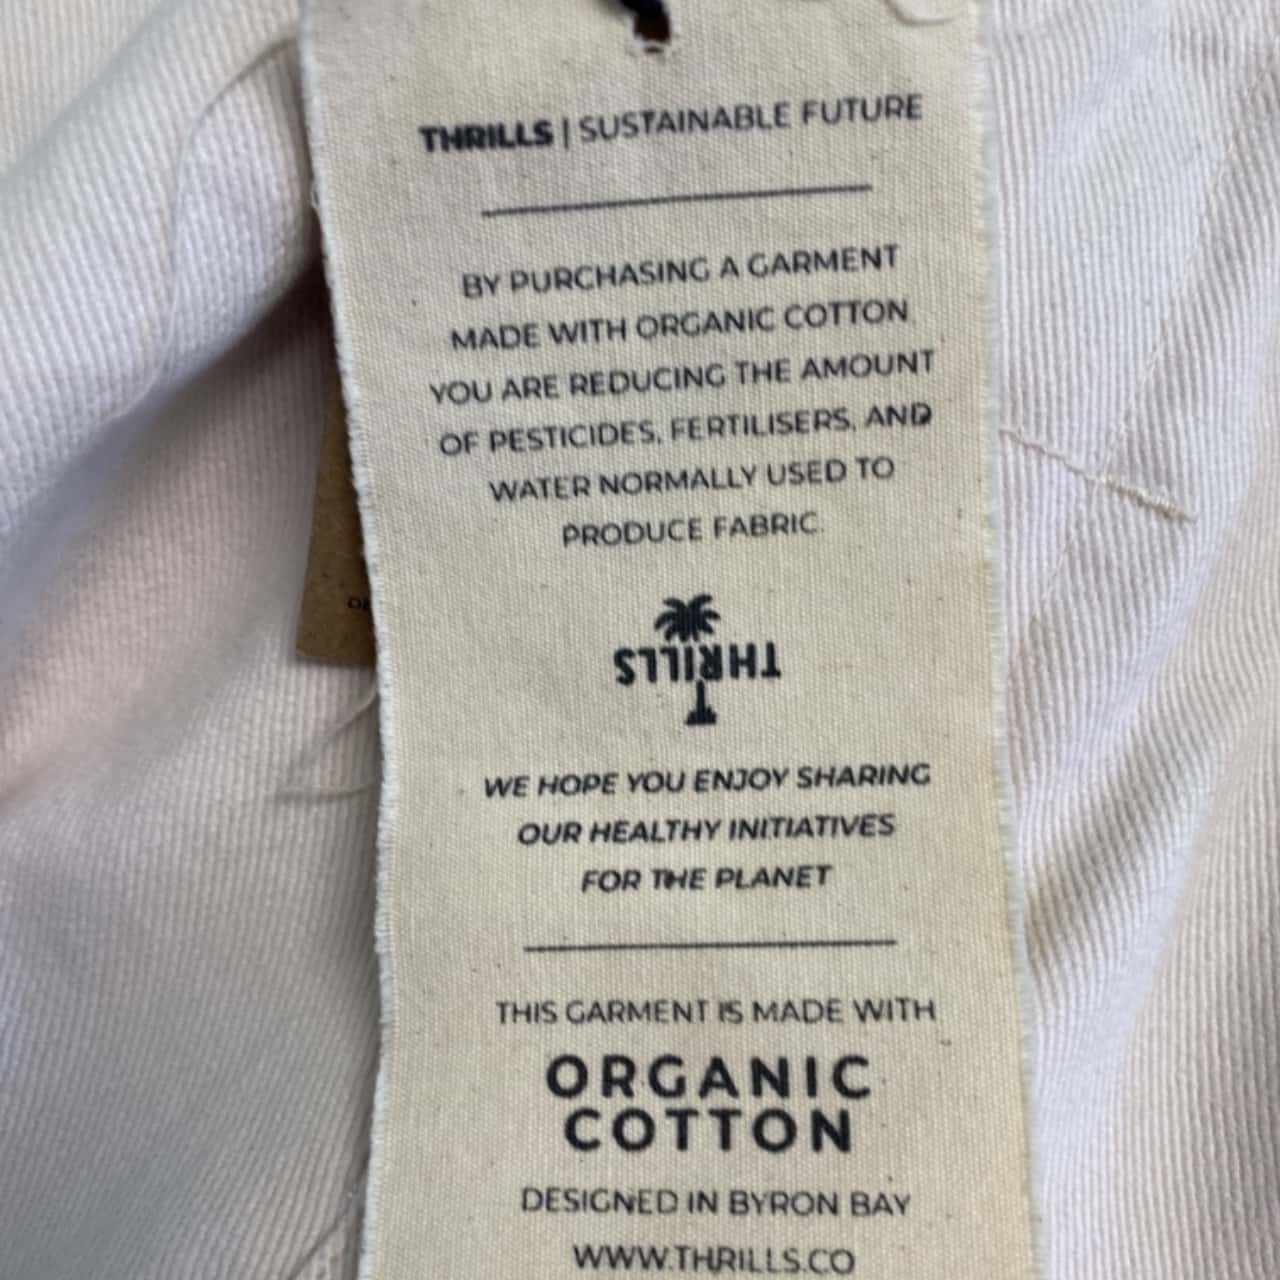 THRILLS | SUSTAINABLE FUTURE
BY PURCHASING A GARMENT
MADE WITH ORGANIC COTTON
YOU ARE REDUCING THE AMOUNT
OF PESTICIDES, FERTILISERS, AND
WATER NORMALLY USED TO
PRODUCE FABRIC.
THRILLS
WE HOPE YOU ENJOY SHARING
OUR HEALTHY INITIATIVES
FOR THE PLANET
THIS GARMENT IS MADE WITH
ORGANIC
COTTON
DESIGNED IN BYRON BAY
WWW.THRILLS.CO